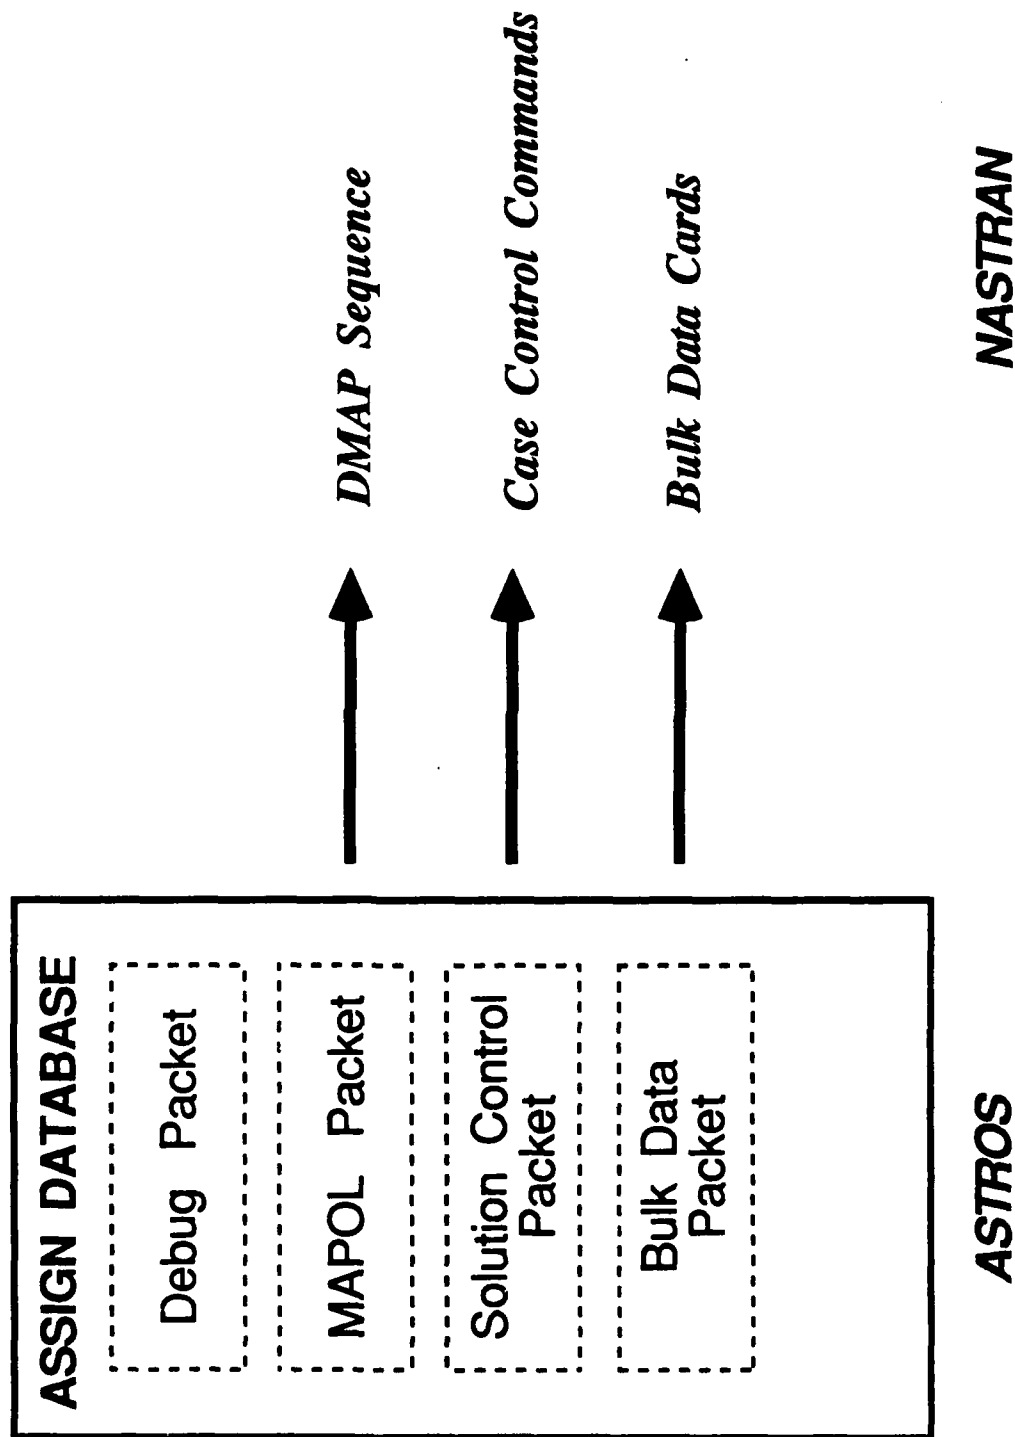 ASSIGN DATABASE
Debug Packet
MAPOL Packet
Solution Control
Packet
Bulk Data
Packet
DMAP Sequence
Case Control Commands
Bulk Data Cards
ASTROS
NASTRAN